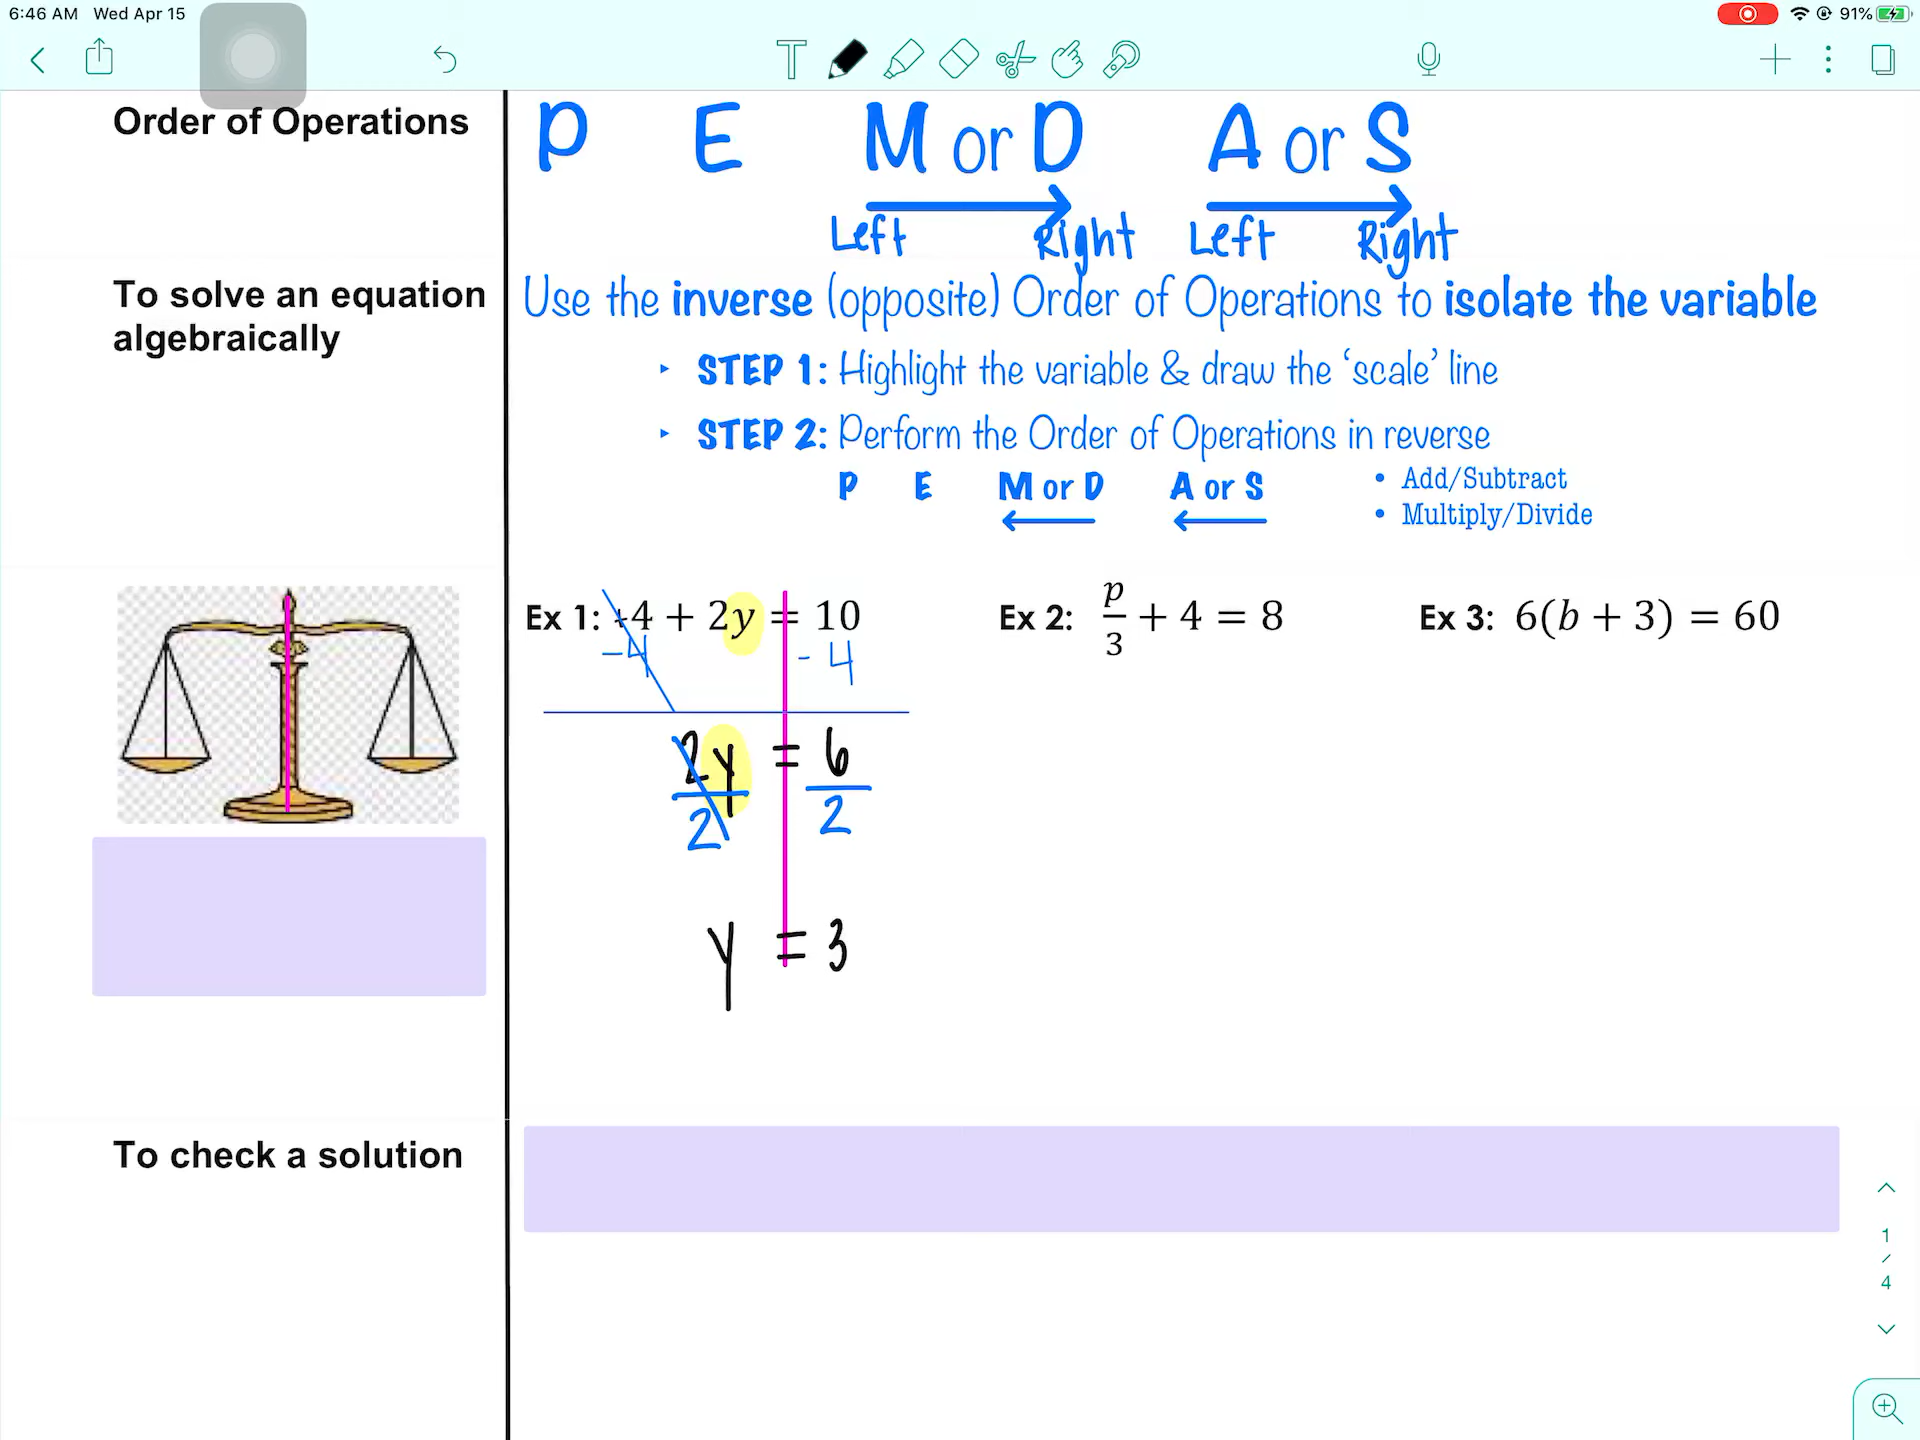 6:46 AM Wed Apr 15
91%
T
Order of Operations
P E M or D A or S
Left Right Left Right
To solve an equation
algebraically
Use the inverse (opposite) Order of Operations to isolate the variable
‣ STEP 1: Highlight the variable & draw the ‘scale’ line
‣ STEP 2: Perform the Order of Operations in reverse
P E M or D A or S
• Add/Subtract
• Multiply/Divide
Ex 1: +4 + 2y = 10
-4 - 4
2y = 6
2 2
y = 3
Ex 2: p/3 + 4 = 8
Ex 3: 6(b + 3) = 60
To check a solution
1
/
4